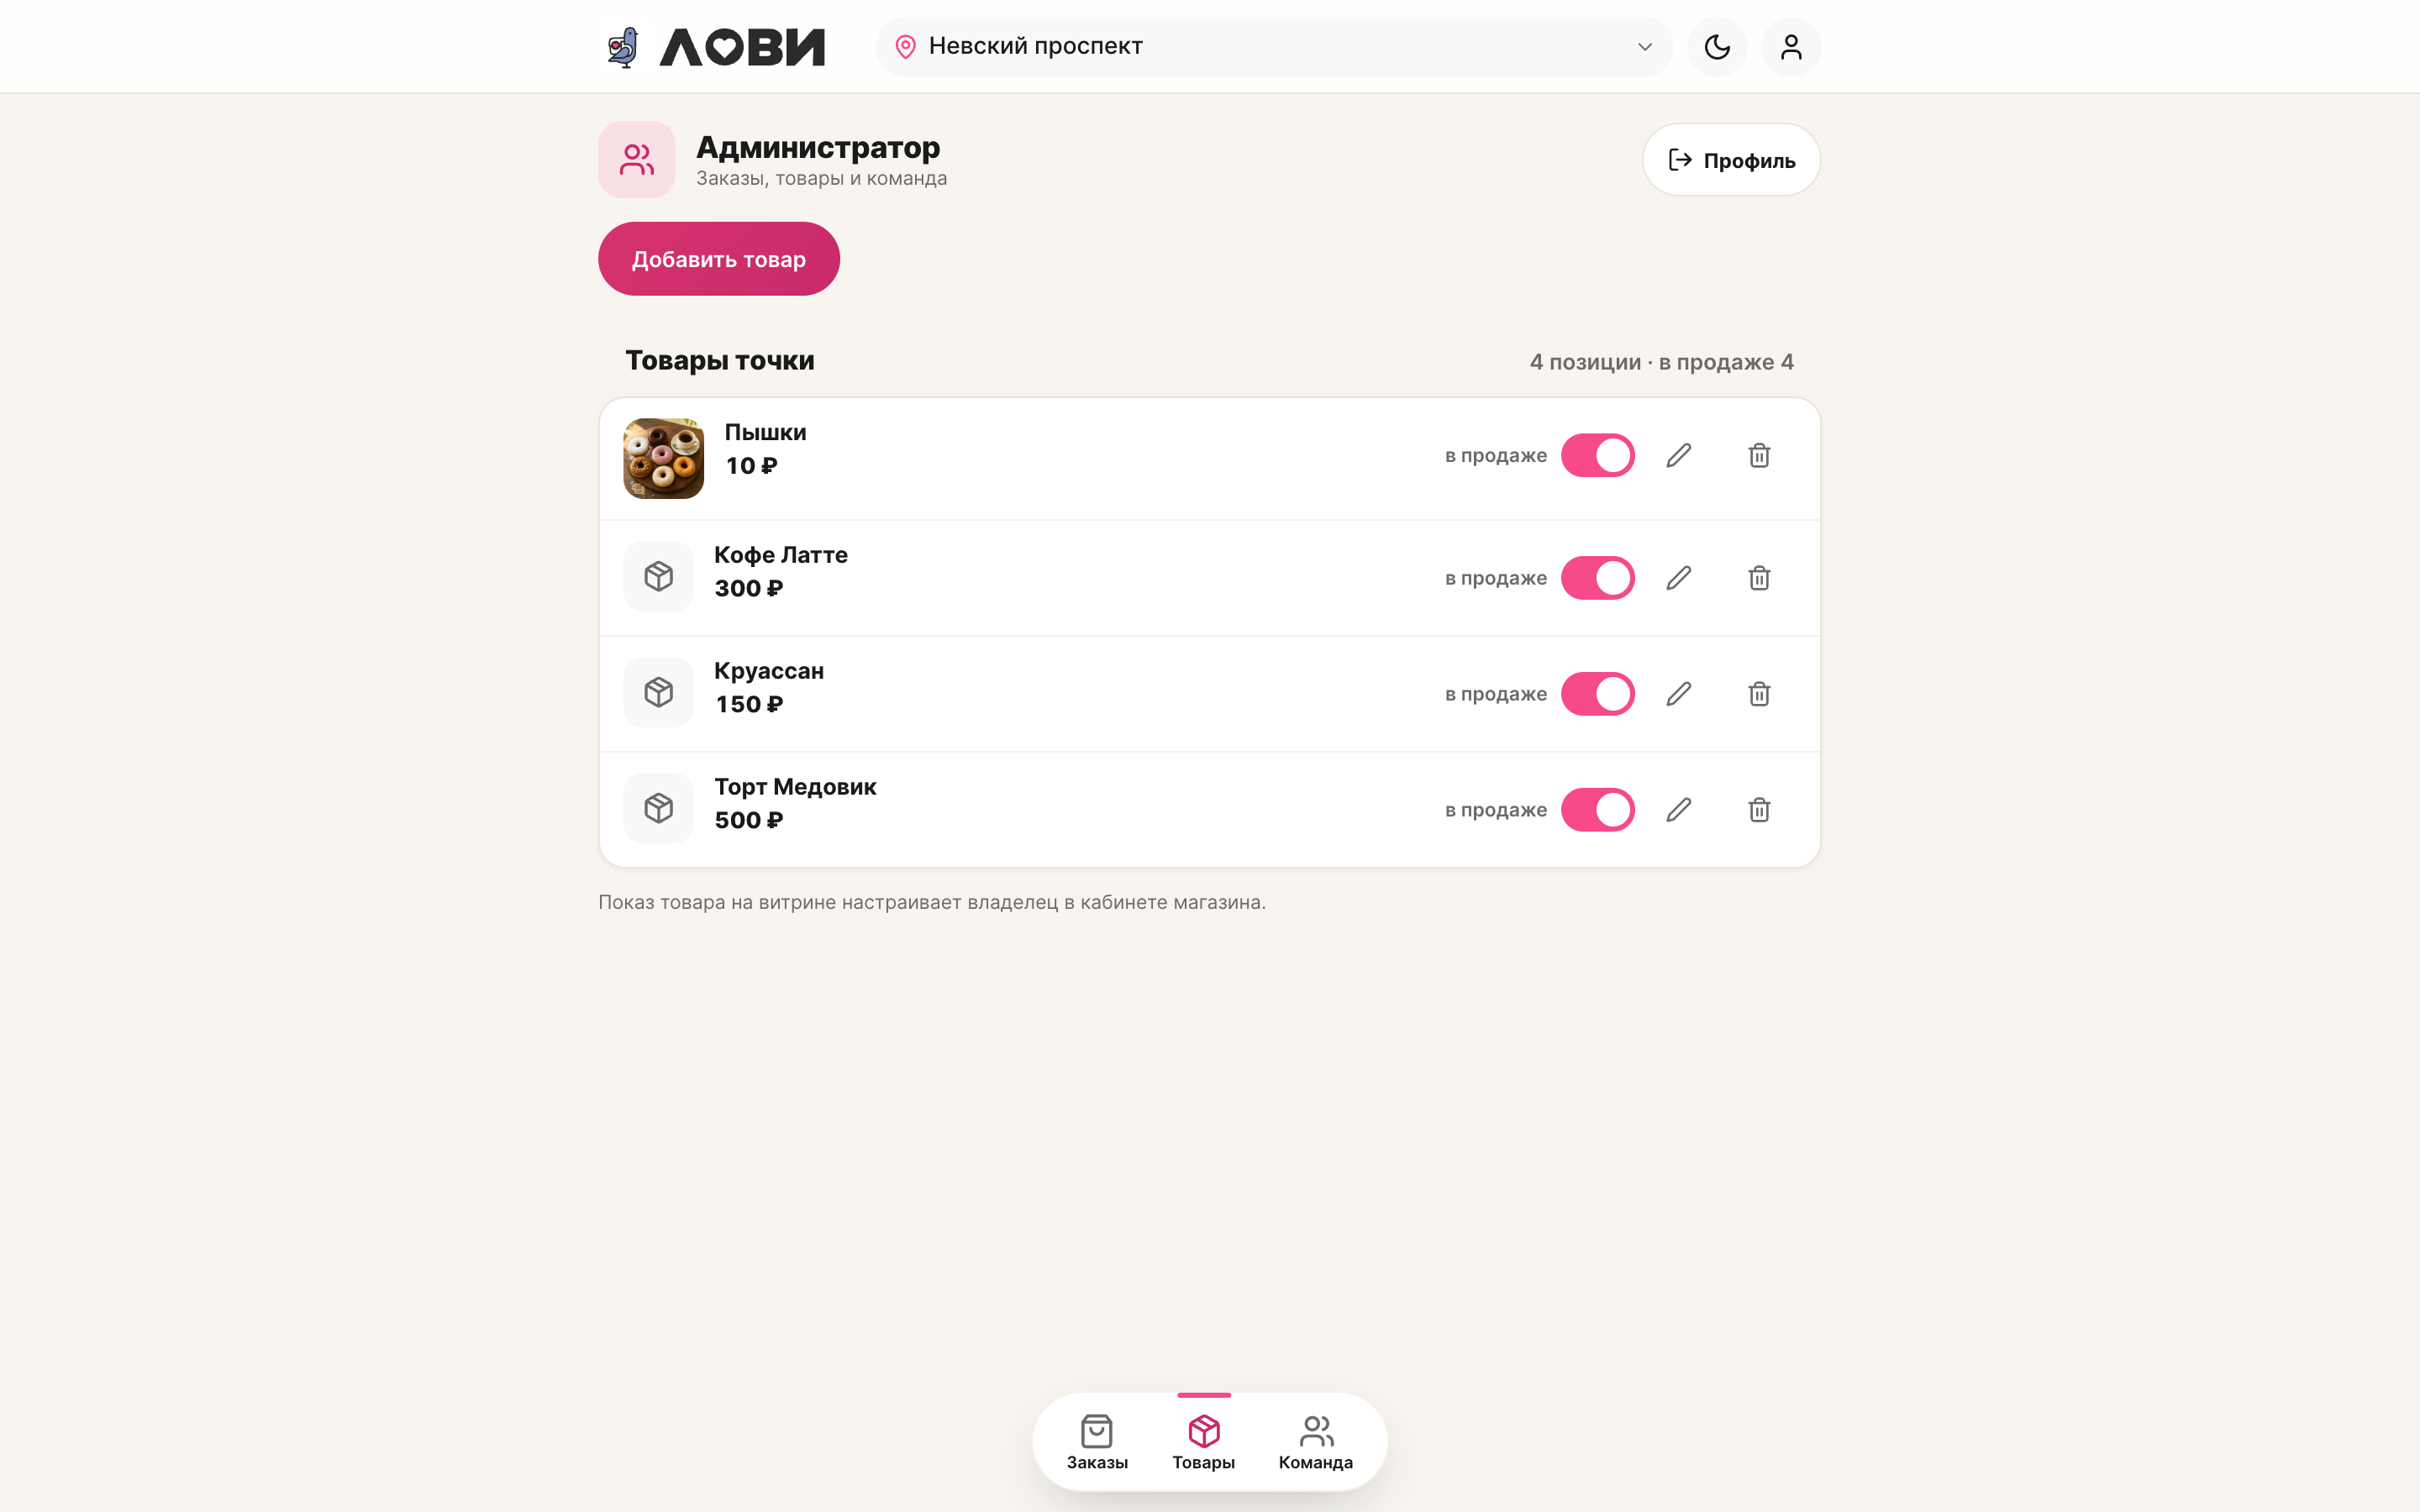 ЛОВИ
Невский проспект
Администратор
Заказы, товары и команда
Профиль
Добавить товар
Товары точки
4 позиции · в продаже 4
Пышки
10 ₽
в продаже
Кофе Латте
300 ₽
в продаже
Круассан
150 ₽
в продаже
Торт Медовик
500 ₽
в продаже
Показ товара на витрине настраивает владелец в кабинете магазина.
Заказы
Товары
Команда